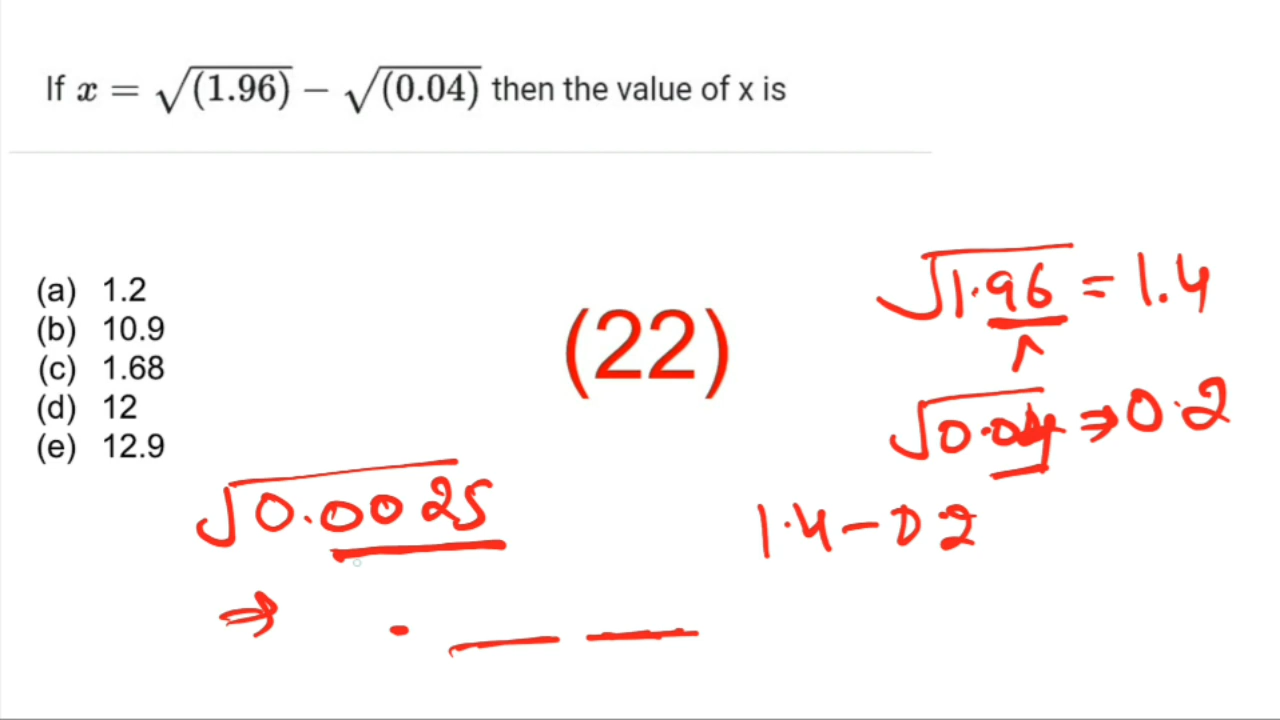 If x = √(1.96) − √(0.04) then the value of x is
(a) 1.2
(b) 10.9
(c) 1.68
(d) 12
(e) 12.9
(22)
√1.96 = 1.4
√0.04 ⇒ 0.2
1.4 − 0.2
√0.0025
⇒ . _ _